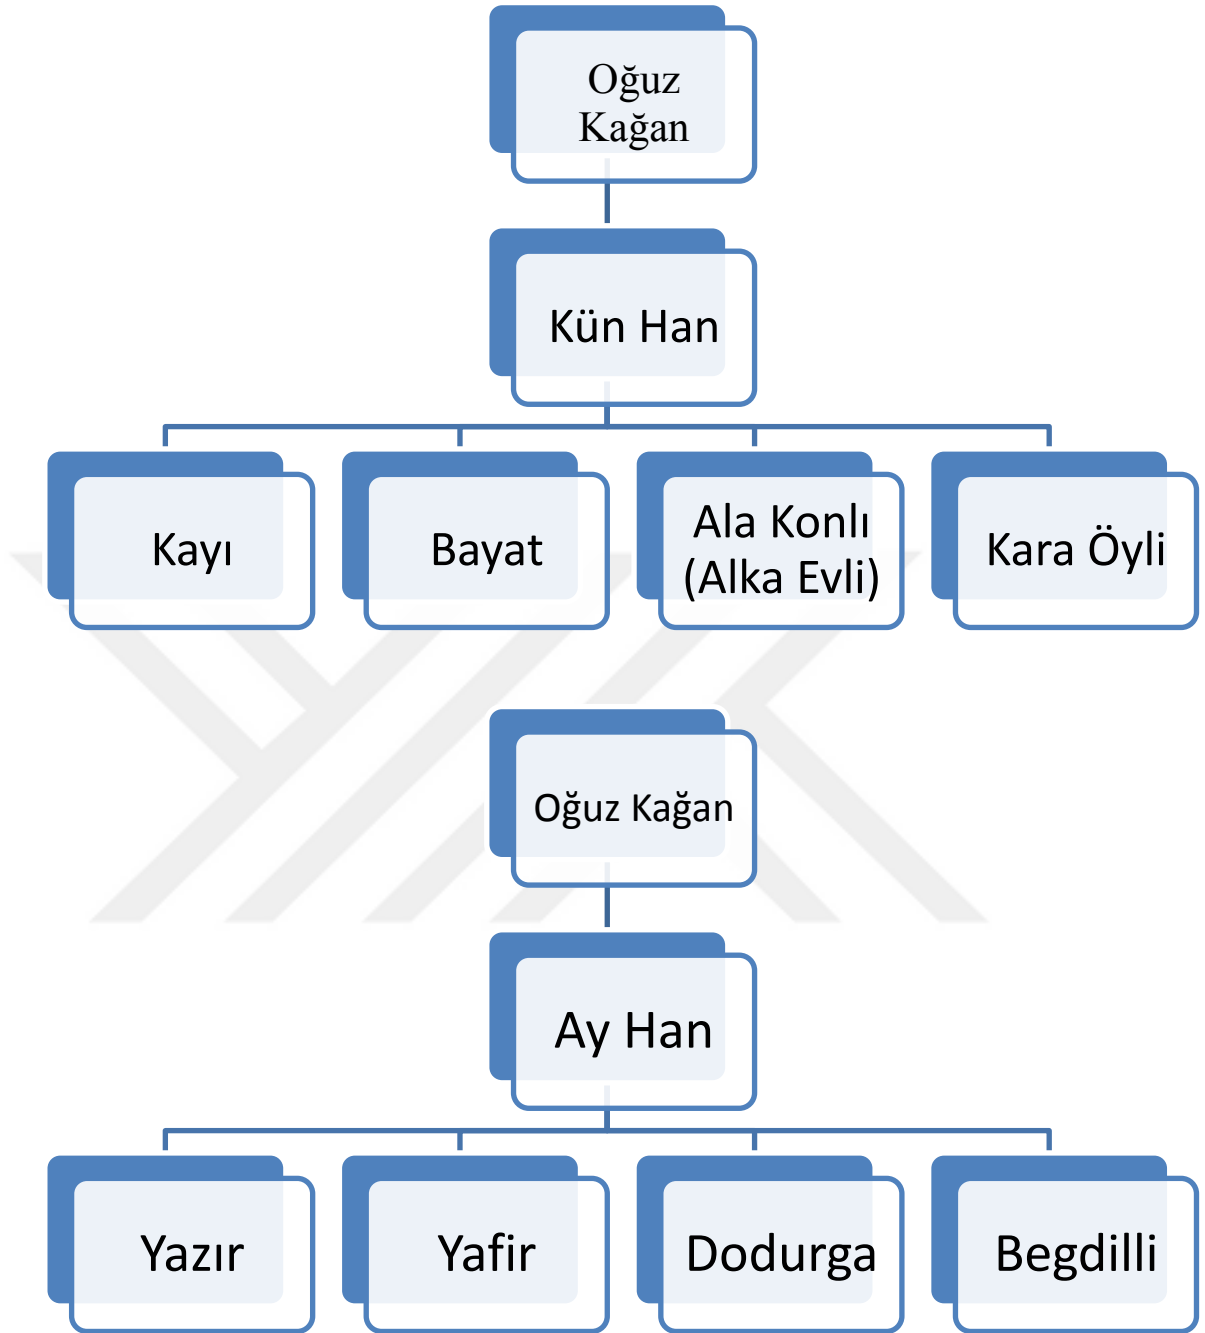 Oğuz
Kağan
Kün Han
Kayı
Bayat
Ala Konlı
(Alka Evli)
Kara Öyli
Oğuz Kağan
Ay Han
Yazır
Yafir
Dodurga
Begdilli